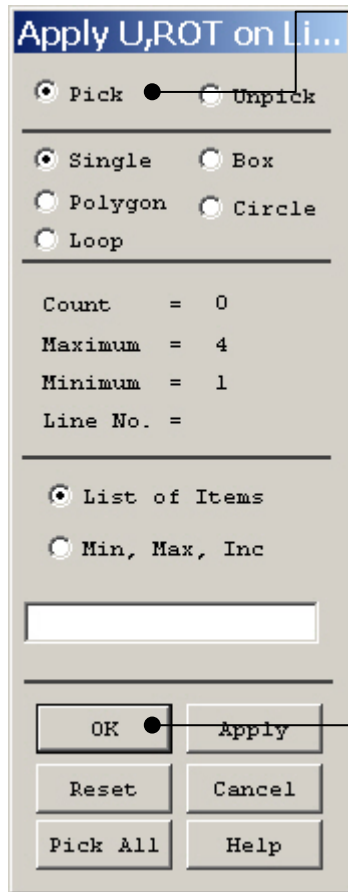 Apply U,ROT on Li...
Pick Unpick
Single Box
Polygon Circle
Loop
Count = 0
Maximum = 4
Minimum = 1
Line No. =
List of Items
Min, Max, Inc
OK Apply
Reset Cancel
Pick All Help